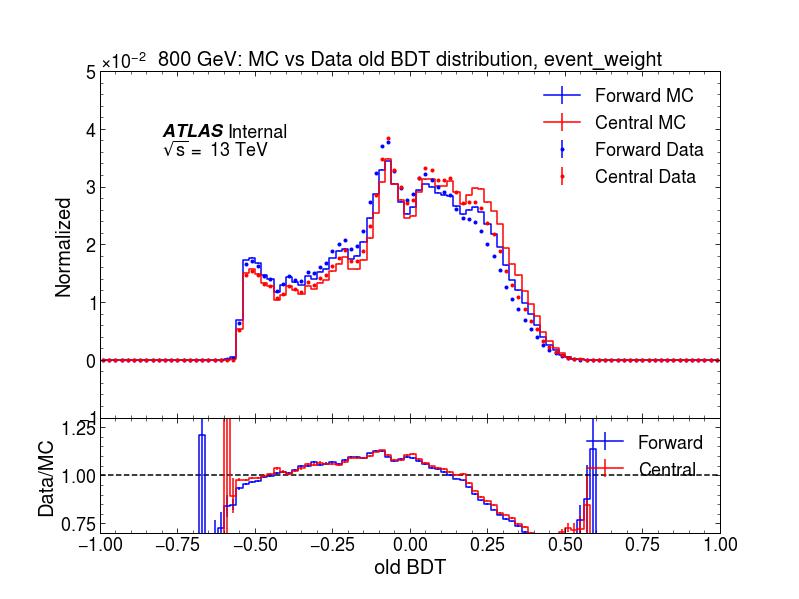 ×10⁻² 800 GeV: MC vs Data old BDT distribution, event_weight
5
4
3
2
1
0
−1
Normalized
ATLAS Internal
√s = 13 TeV
Forward MC
Central MC
Forward Data
Central Data
1.25
1.00
0.75
Data/MC
Forward
Central
−1.00 −0.75 −0.50 −0.25 0.00 0.25 0.50 0.75 1.00
old BDT